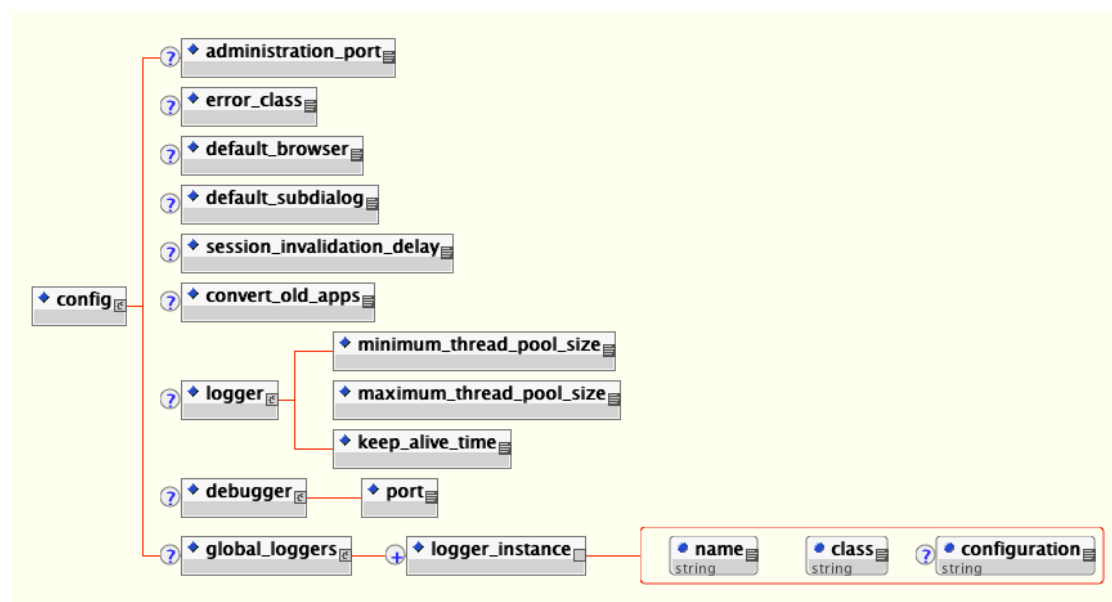 administration_port
error_class
default_browser
default_subdialog
session_invalidation_delay
config
convert_old_apps
minimum_thread_pool_size
logger
maximum_thread_pool_size
keep_alive_time
debugger port
global_loggers logger_instance name class configuration
string string string